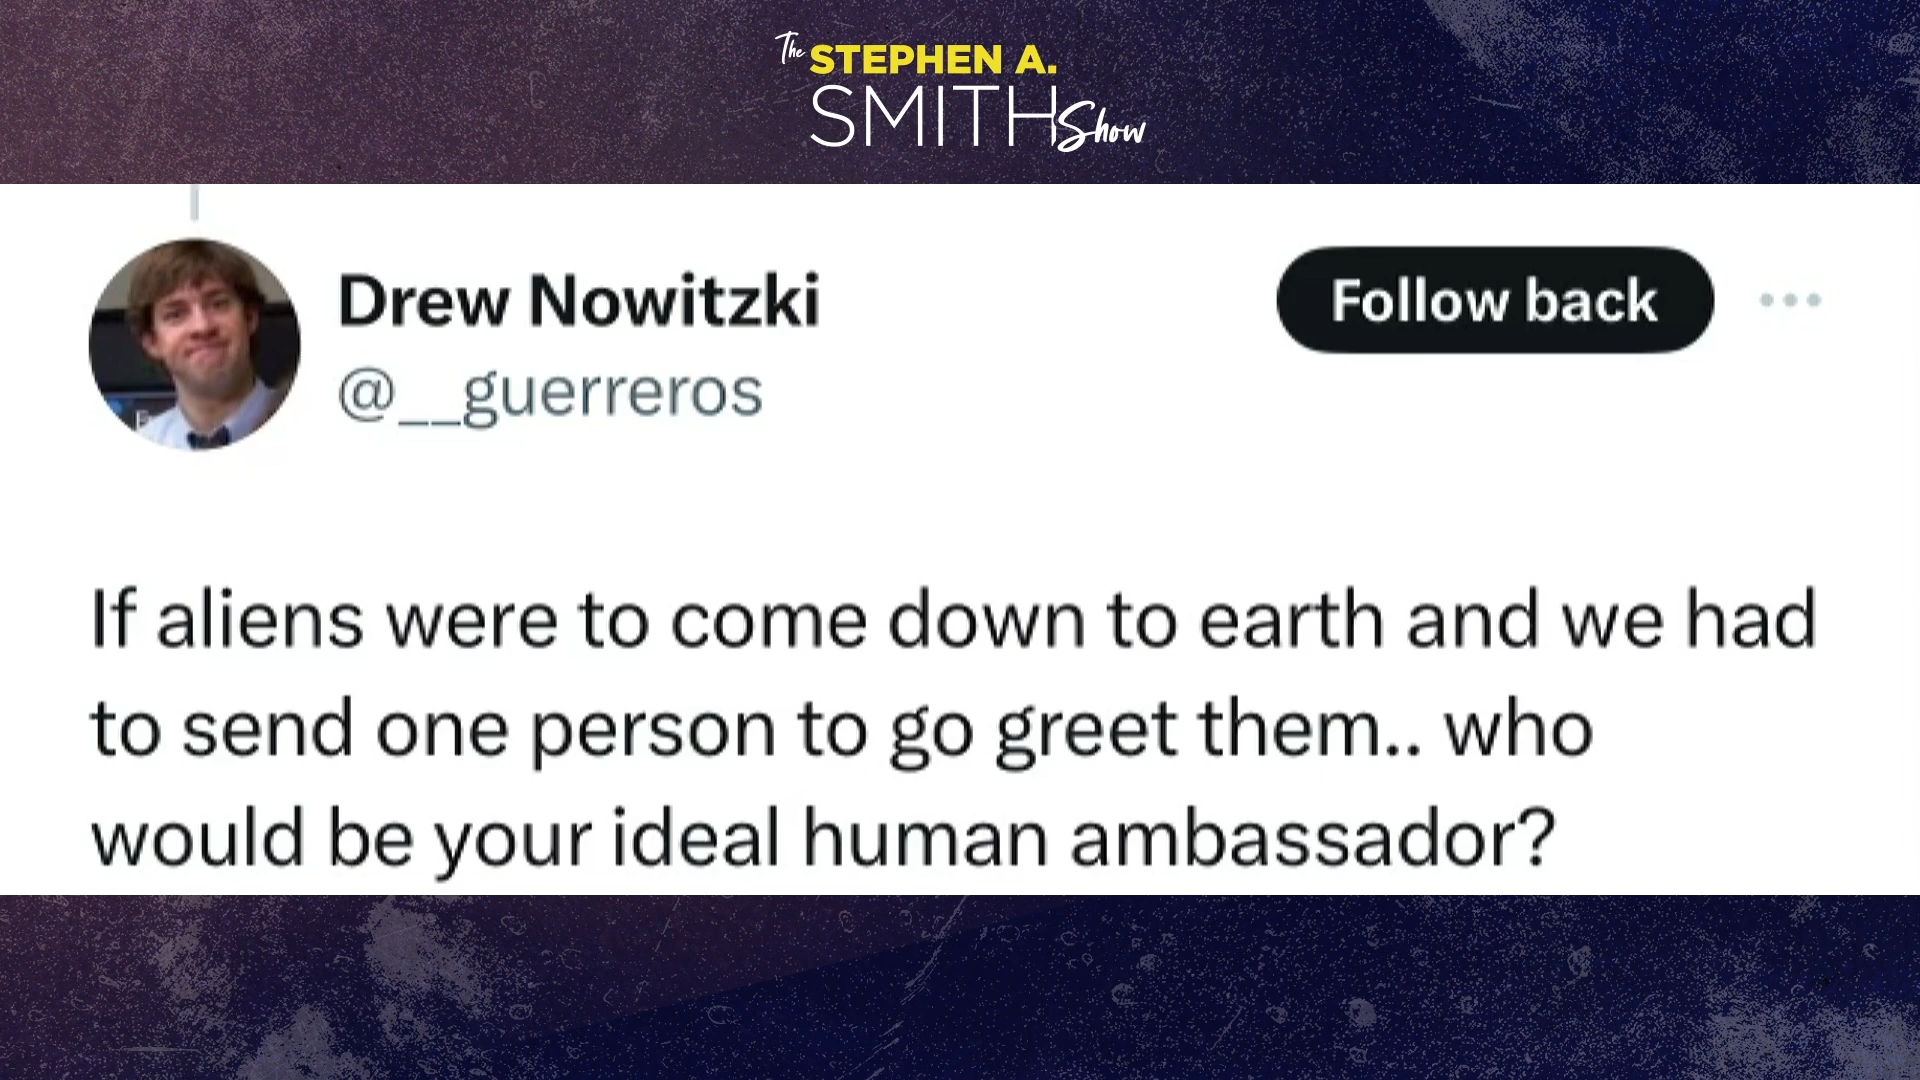 The STEPHEN A.
SMITH Show
Drew Nowitzki
Follow back
@__guerreros
If aliens were to come down to earth and we had
to send one person to go greet them.. who
would be your ideal human ambassador?